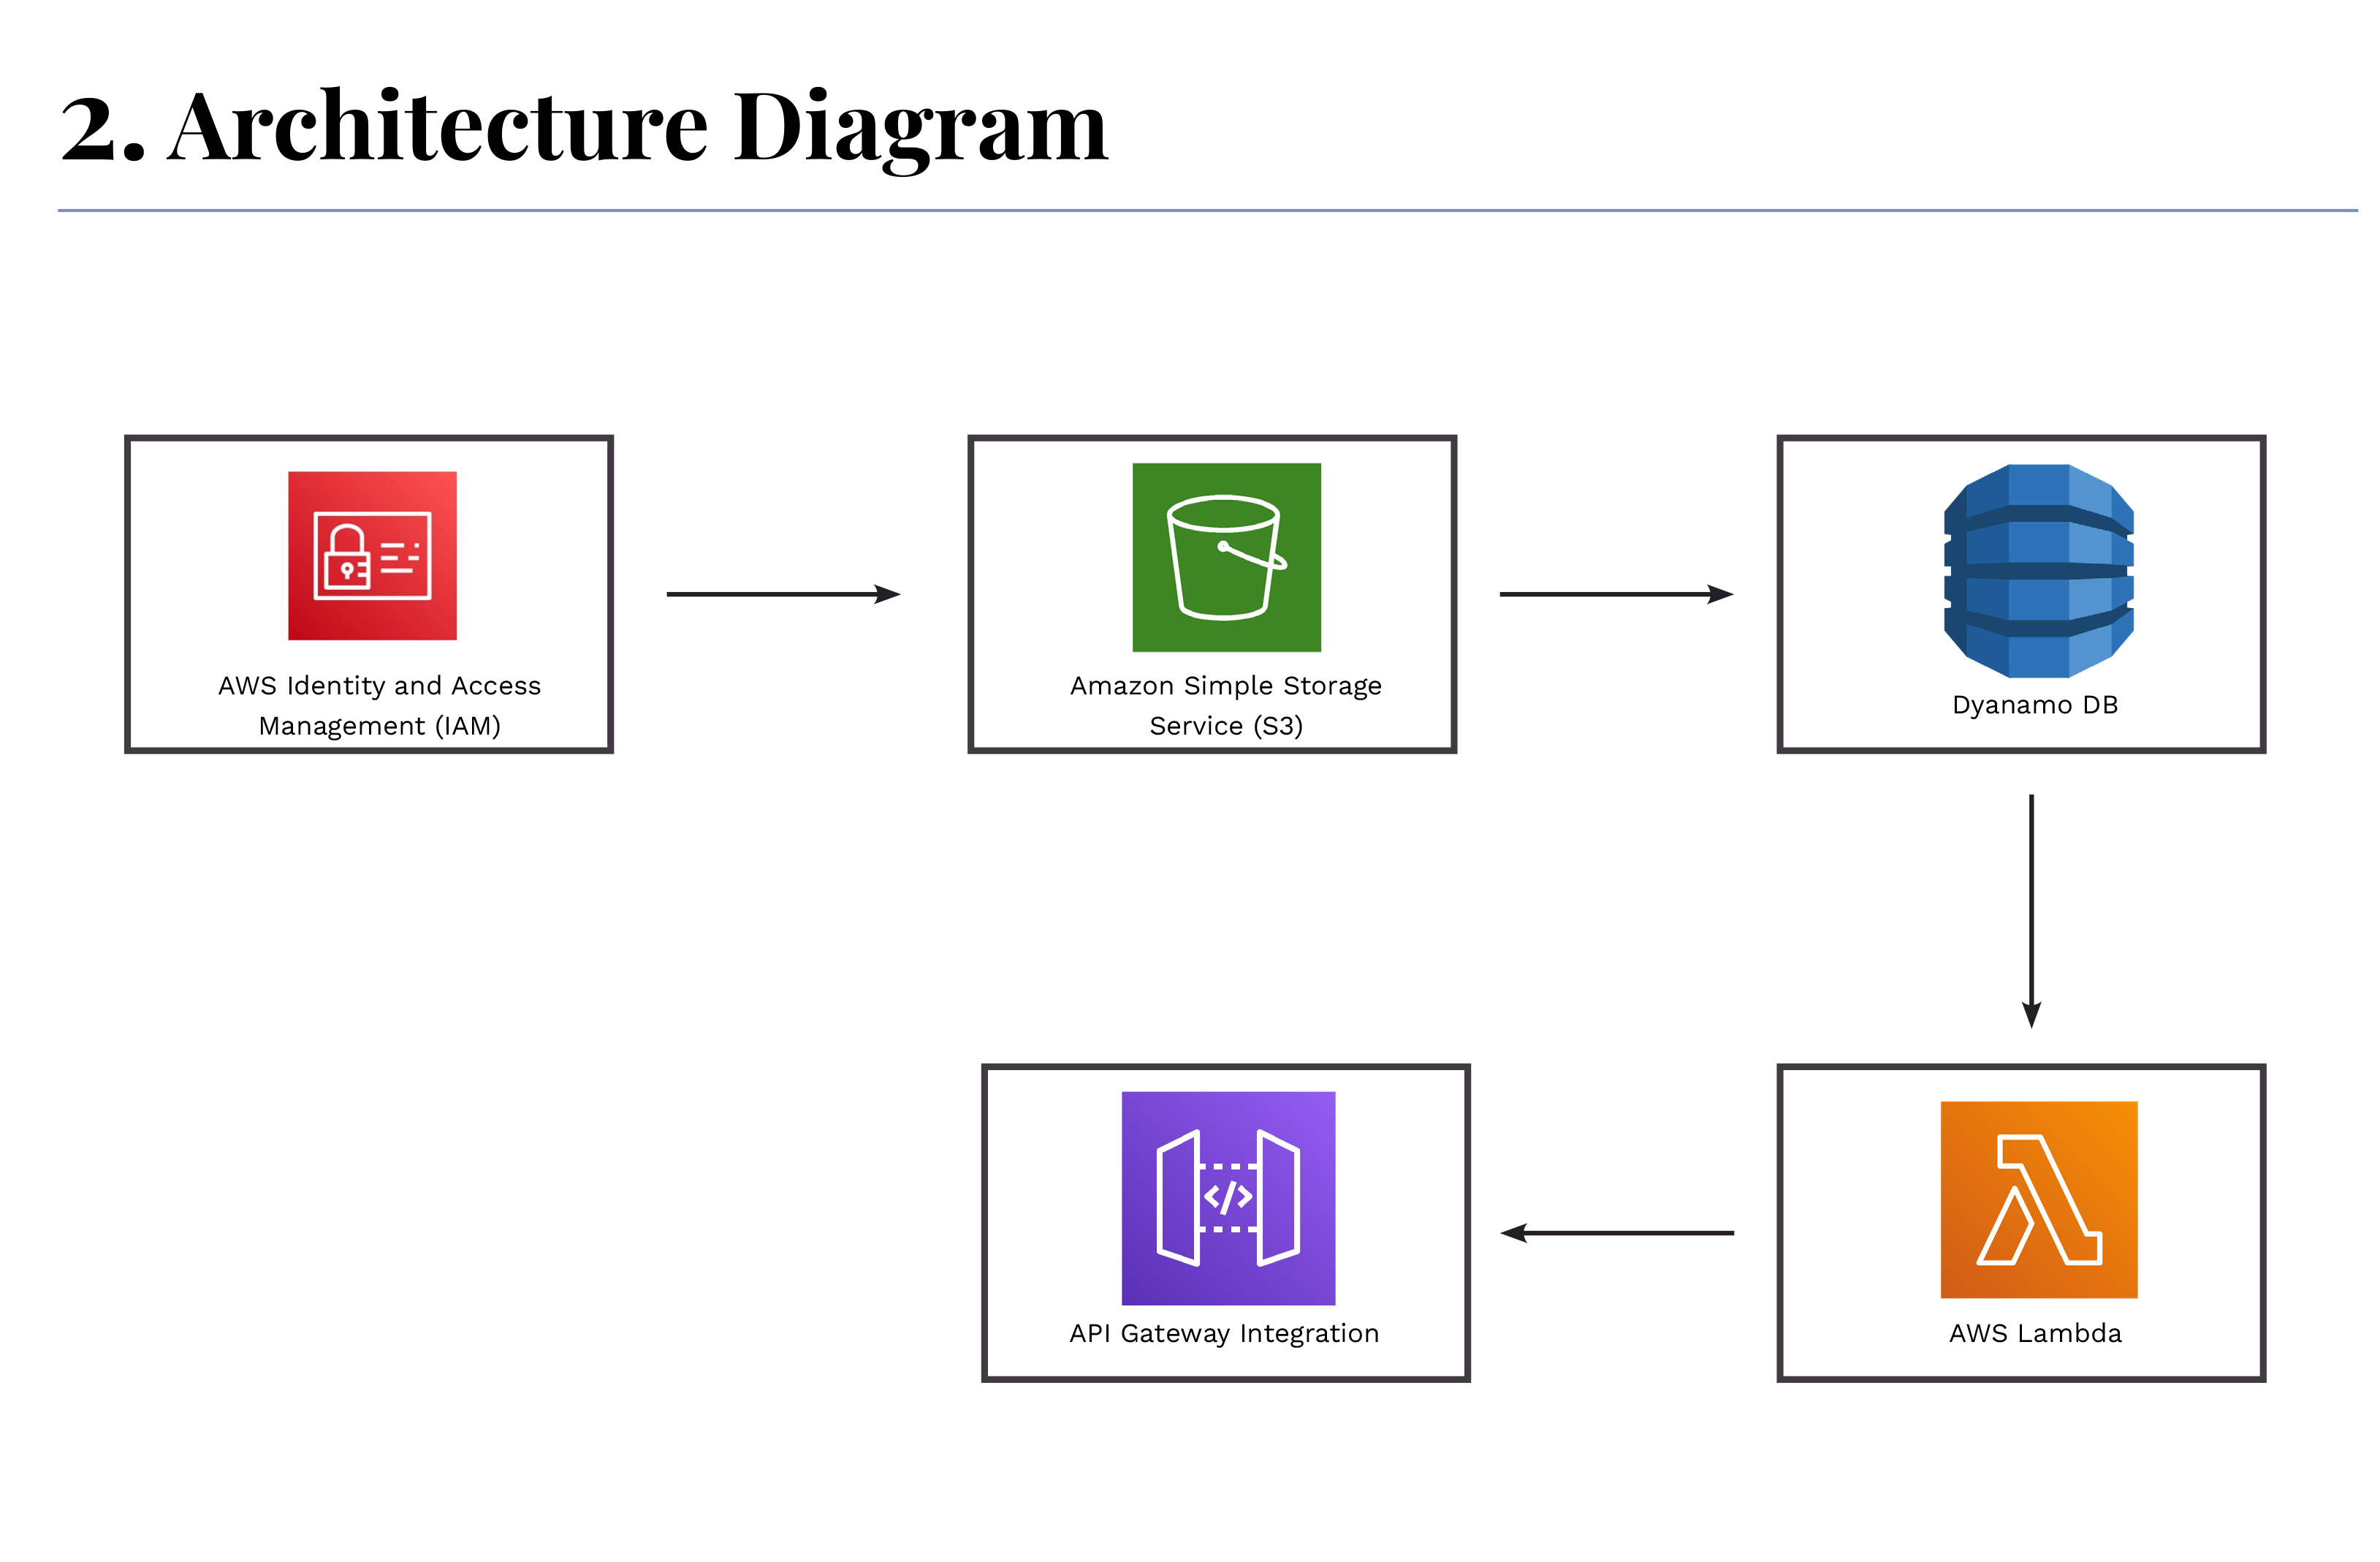 2. Architecture Diagram
AWS Identity and Access
Management (IAM)
Amazon Simple Storage
Service (S3)
Dyanamo DB
</>
API Gateway Integration
AWS Lambda